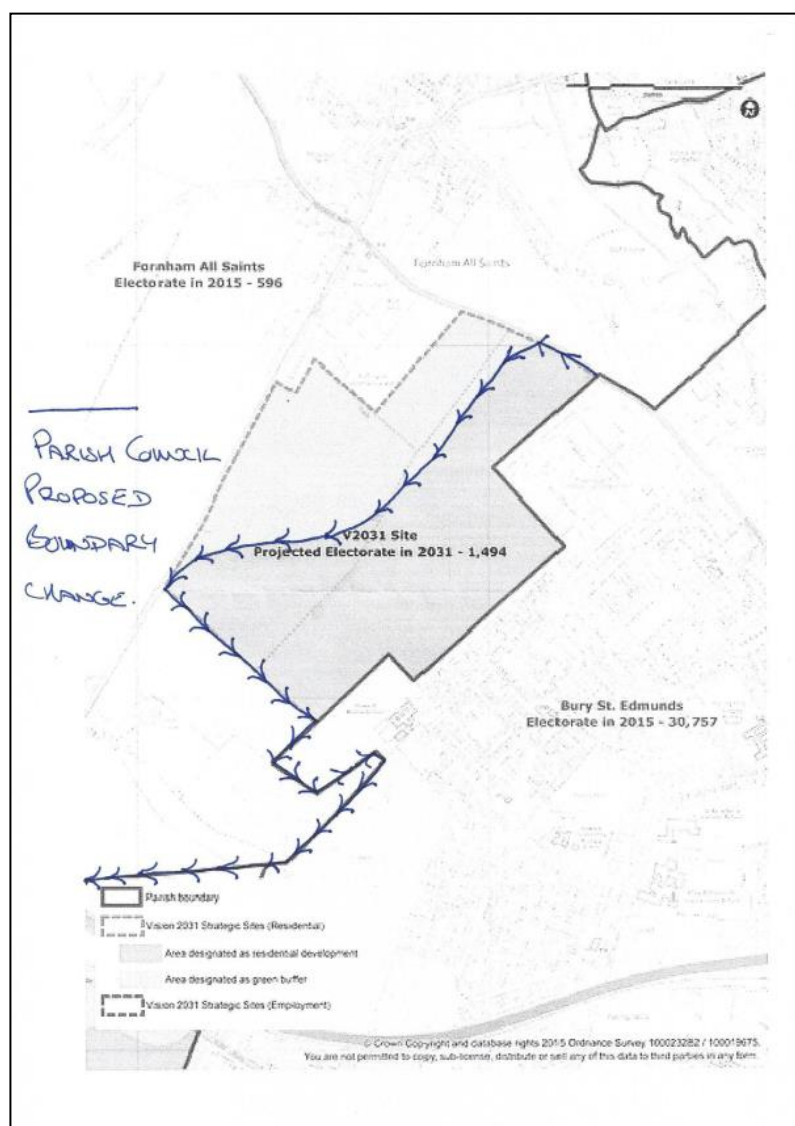 Fornham All Saints
Electorate in 2015 - 596
Fornham All Saints
PARISH COUNCIL
PROPOSED
BOUNDARY
CHANGE.
V2031 Site
Projected Electorate in 2031 - 1,494
Bury St. Edmunds
Electorate in 2015 - 30,757
Parish boundary
Vision 2031 Strategic Sites (Residential)
Area designated as residential development
Area designated as green buffer
Vision 2031 Strategic Sites (Employment)
© Crown Copyright and database rights 2015 Ordnance Survey 100023282 / 100019675.
You are not permitted to copy, sub-license, distribute or sell any of this data to third parties in any form.